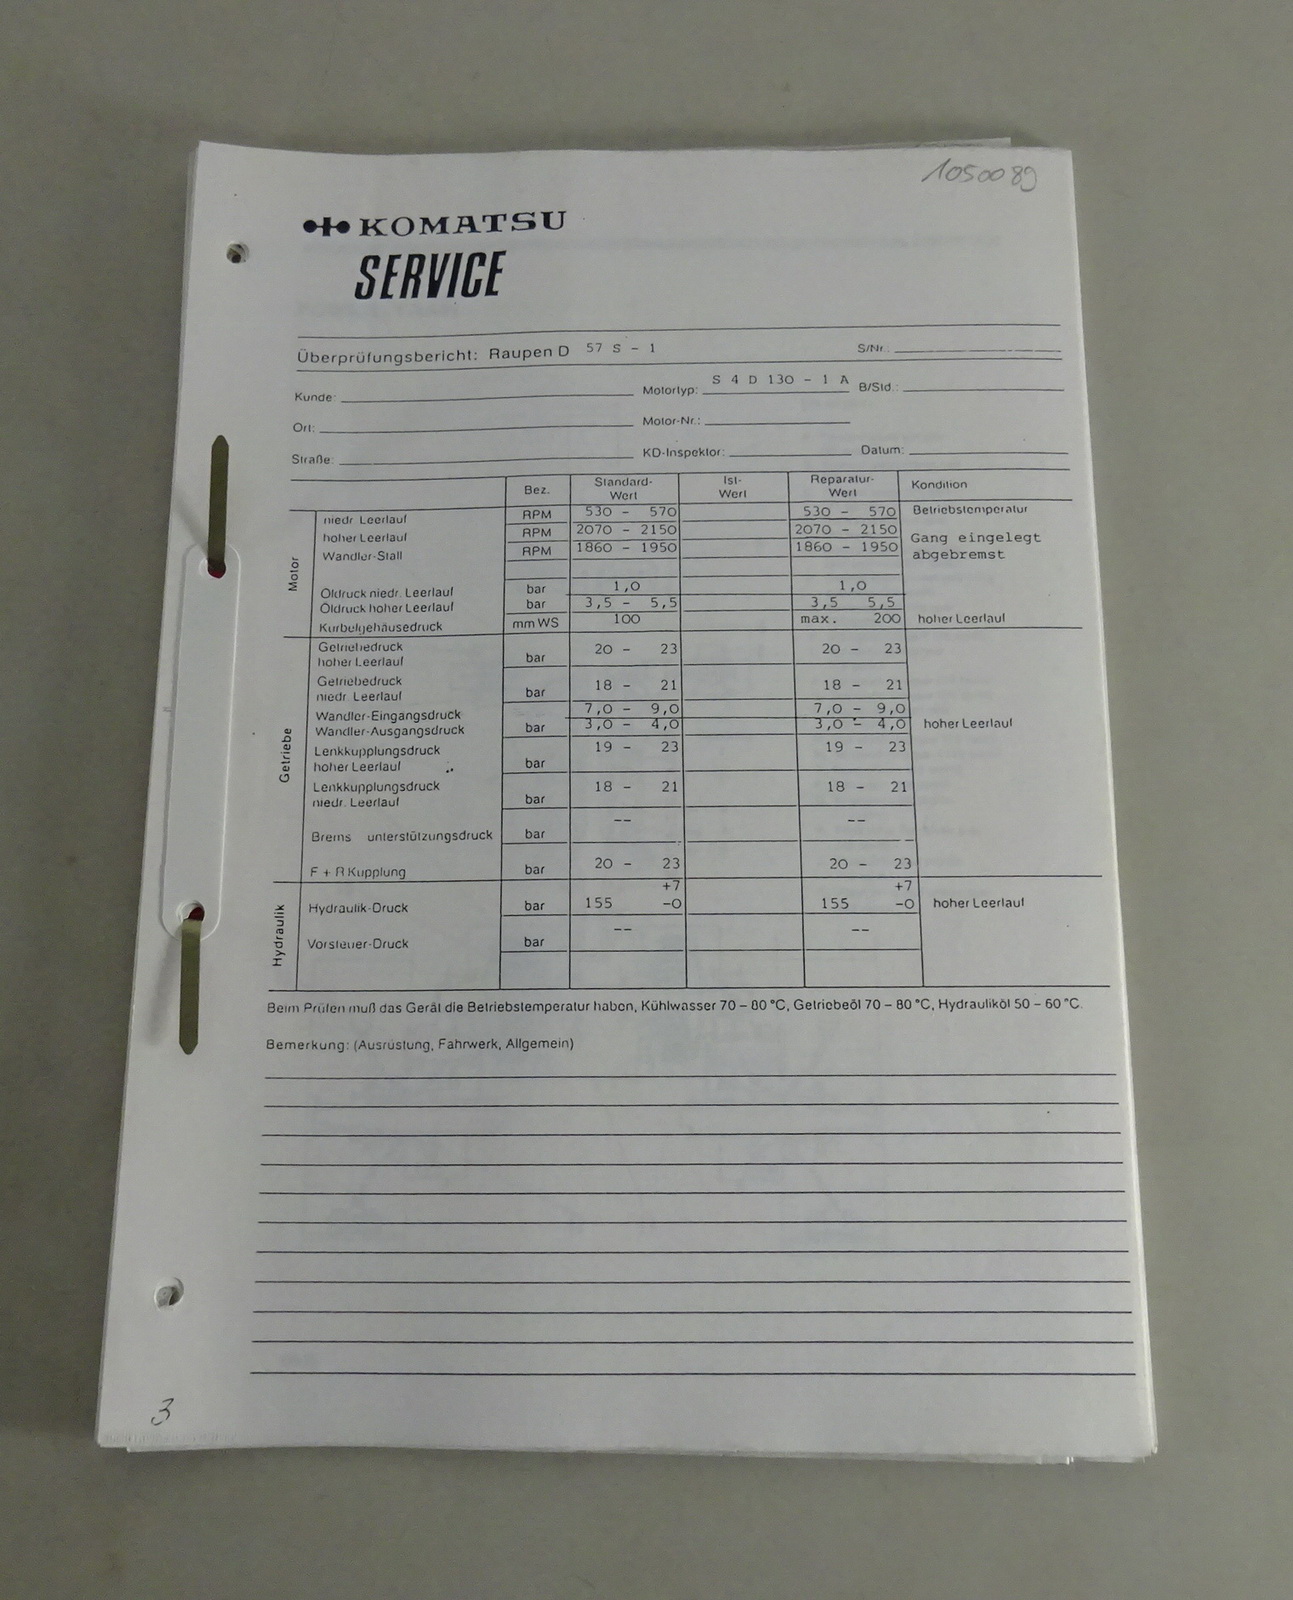 1050089
KOMATSU
SERVICE
Überprüfungsbericht: Raupen D 57 S - 1 S/Nr.:
Kunde: Motortyp: S 4 D 130 - 1 A B/Std.:
Ort: Motor-Nr.:
Straße: KD-Inspektor: Datum:
Bez. Standard-Wert Ist-Wert Reparatur-Wert Kondition
Motor
niedr Leerlauf RPM 530 - 570 530 - 570 Betriebstemperatur
hoher Leerlauf RPM 2070 - 2150 2070 - 2150 Gang eingelegt
Wandler-Stall RPM 1860 - 1950 1860 - 1950 abgebremst
Öldruck niedr. Leerlauf bar 1,0 1,0
Öldruck hoher Leerlauf bar 3,5 - 5,5 3,5 5,5
Kurbelgehäusedruck mm WS 100 max. 200 hoher Leerlauf
Getriebe
Getriebedruck
hoher Leerlauf bar 20 - 23 20 - 23
Getriebedruck
niedr Leerlauf bar 18 - 21 18 - 21
Wandler-Eingangsdruck 7,0 - 9,0 7,0 - 9,0
Wandler-Ausgangsdruck bar 3,0 - 4,0 3,0 - 4,0 hoher Leerlauf
Lenkkupplungsdruck
hoher Leerlauf bar 19 - 23 19 - 23
Lenkkupplungsdruck
niedr. Leerlauf bar 18 - 21 18 - 21
Brems unterstützungsdruck bar -- --
F + R Kupplung bar 20 - 23 20 - 23
Hydraulik
+7 +7
Hydraulik-Druck bar 155 -0 155 -0 hoher Leerlauf
Vorsteuer-Druck bar -- --
Beim Prüfen muß das Gerät die Betriebstemperatur haben, Kühlwasser 70 – 80 °C, Getriebeöl 70 – 80 °C, Hydrauliköl 50 – 60 °C.
Bemerkung: (Ausrüstung, Fahrwerk, Allgemein)
3